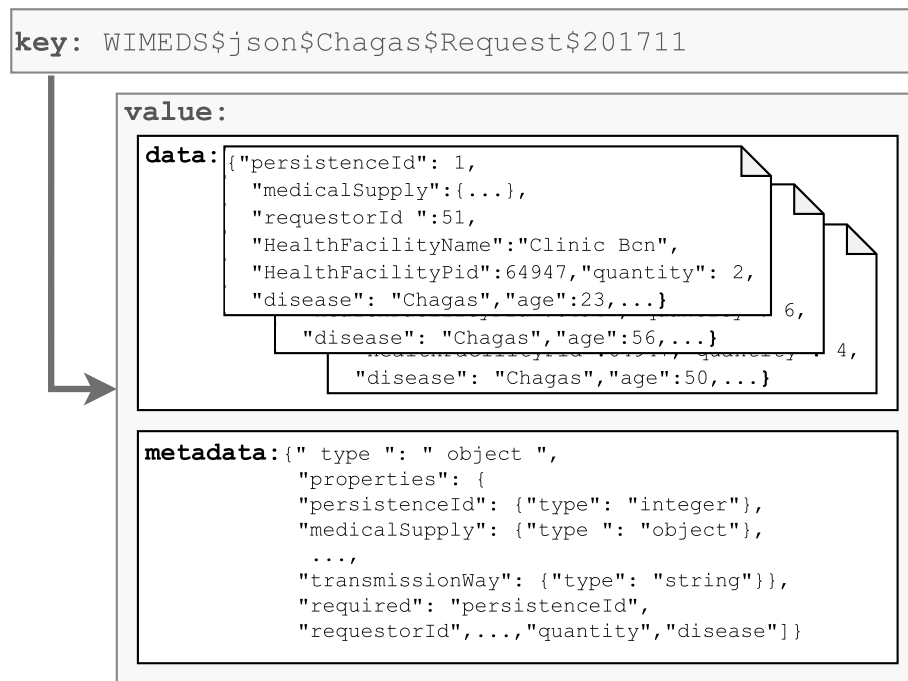 key: WIMEDS$json$Chagas$Request$201711
value:
data: {"persistenceId": 1,
"medicalSupply":{...},
"requestorId ":51,
"HealthFacilityName":"Clinic Bcn",
"HealthFacilityPid":64947,"quantity": 2,
"disease": "Chagas","age":23,...}
6,
"disease": "Chagas","age":56,...}
4,
"disease": "Chagas","age":50,...}
metadata:{" type ": " object ",
"properties": {
"persistenceId": {"type": "integer"},
"medicalSupply": {"type ": "object"},
...,
"transmissionWay": {"type": "string"}},
"required": "persistenceId",
"requestorId",...,"quantity","disease"]}